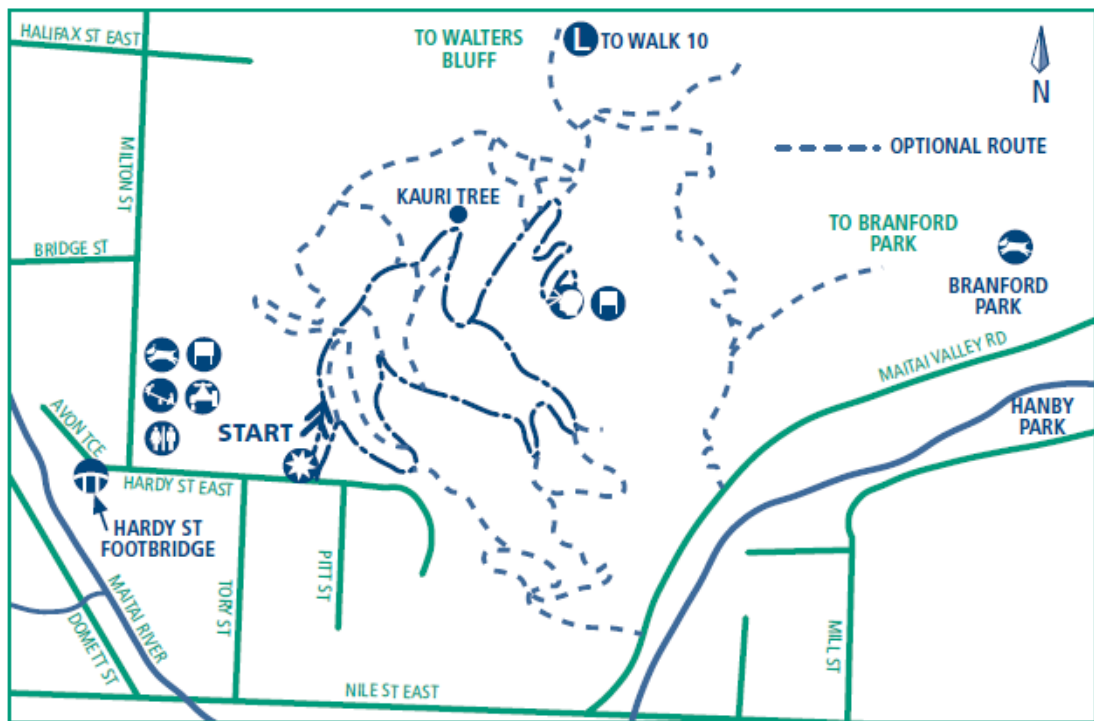 HALIFAX ST EAST
TO WALTERS
BLUFF
L
TO WALK 10
N
MILTON ST
OPTIONAL ROUTE
KAURI TREE
BRIDGE ST
TO BRANFORD
PARK
BRANFORD
PARK
MAITAI VALLEY RD
HANBY
PARK
AVON TCE
START
HARDY ST EAST
HARDY ST
FOOTBRIDGE
PITT ST
TORY ST
MAITAI RIVER
DOMETT ST
MILL ST
NILE ST EAST